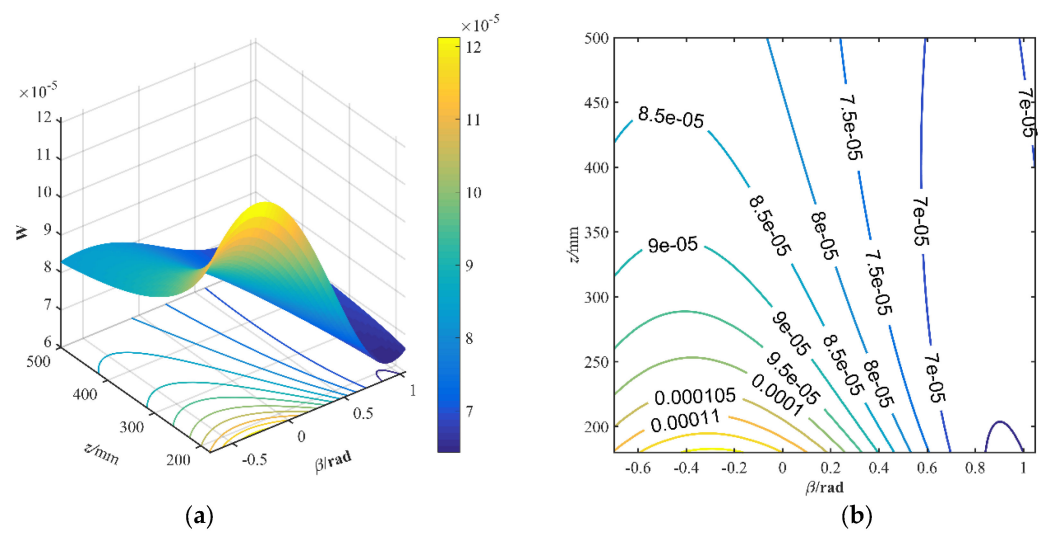 ×10⁻⁵
12
11
10
9
8
7
6
W
500
400
300
200
z/mm
-0.5
0
0.5
1
β/rad
×10⁻⁵
12
11
10
9
8
7
(a)
500
450
400
350
300
250
200
z/mm
-0.6
-0.4
-0.2
0
0.2
0.4
0.6
0.8
1
β/rad
8.5e-05
7.5e-05
7e-05
8.5e-05
8e-05
7e-05
9e-05
7.5e-05
9e-05
8.5e-05
8e-05
7e-05
9.5e-05
0.0001
0.000105
0.00011
(b)